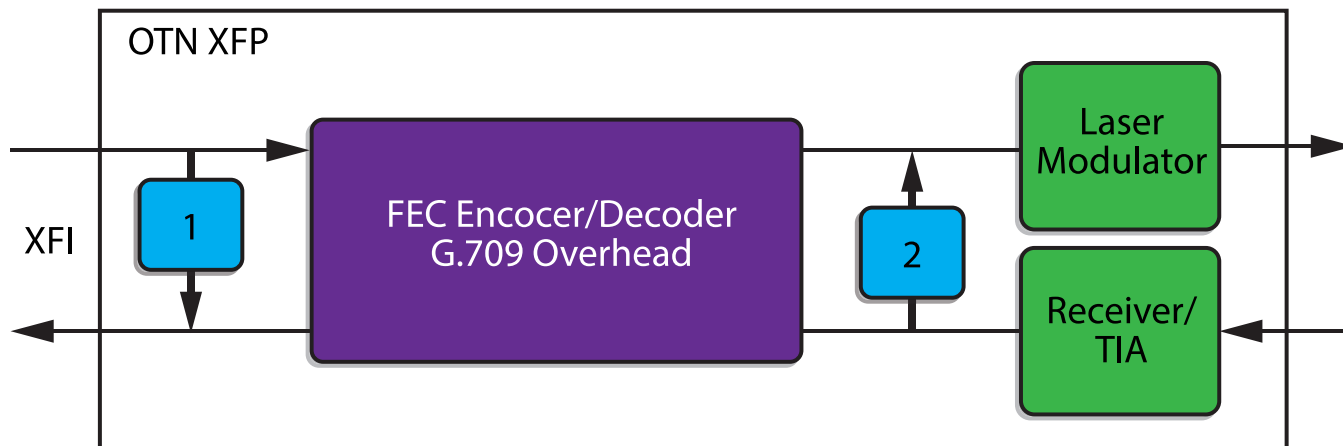 OTN XFP
Laser
Modulator
1
FEC Encocer/Decoder
G.709 Overhead
XFI
2
Receiver/
TIA